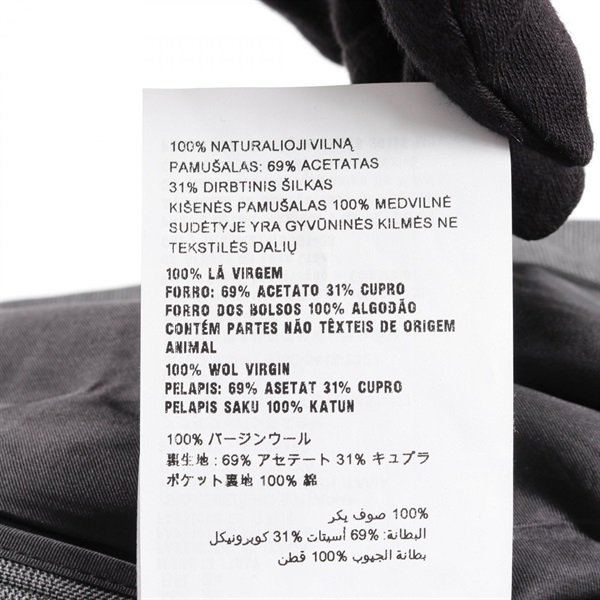 100% NATURALIOJI VILNĄ
PAMUŠALAS: 69% ACETATAS
31% DIRBTINIS ŠILKAS
KIŠENĖS PAMUŠALAS 100% MEDVILNĖ
SUDĖTYJE YRA GYVŪNINĖS KILMĖS NE
TEKSTILĖS DALIŲ
100% LÃ VIRGEM
FORRO: 69% ACETATO 31% CUPRO
FORRO DOS BOLSOS 100% ALGODÃO
CONTÉM PARTES NÃO TÊXTEIS DE ORIGEM
ANIMAL
100% WOL VIRGIN
PELAPIS: 69% ASETAT 31% CUPRO
PELAPIS SAKU 100% KATUN
100% バージンウール
裏生地 : 69% アセテート 31% キュプラ
ポケット裏地 100% 綿
100% صوف بكر
البطانة: 69% أسيتات 31% كوبرونيكل
بطانة الجيوب 100% قطن